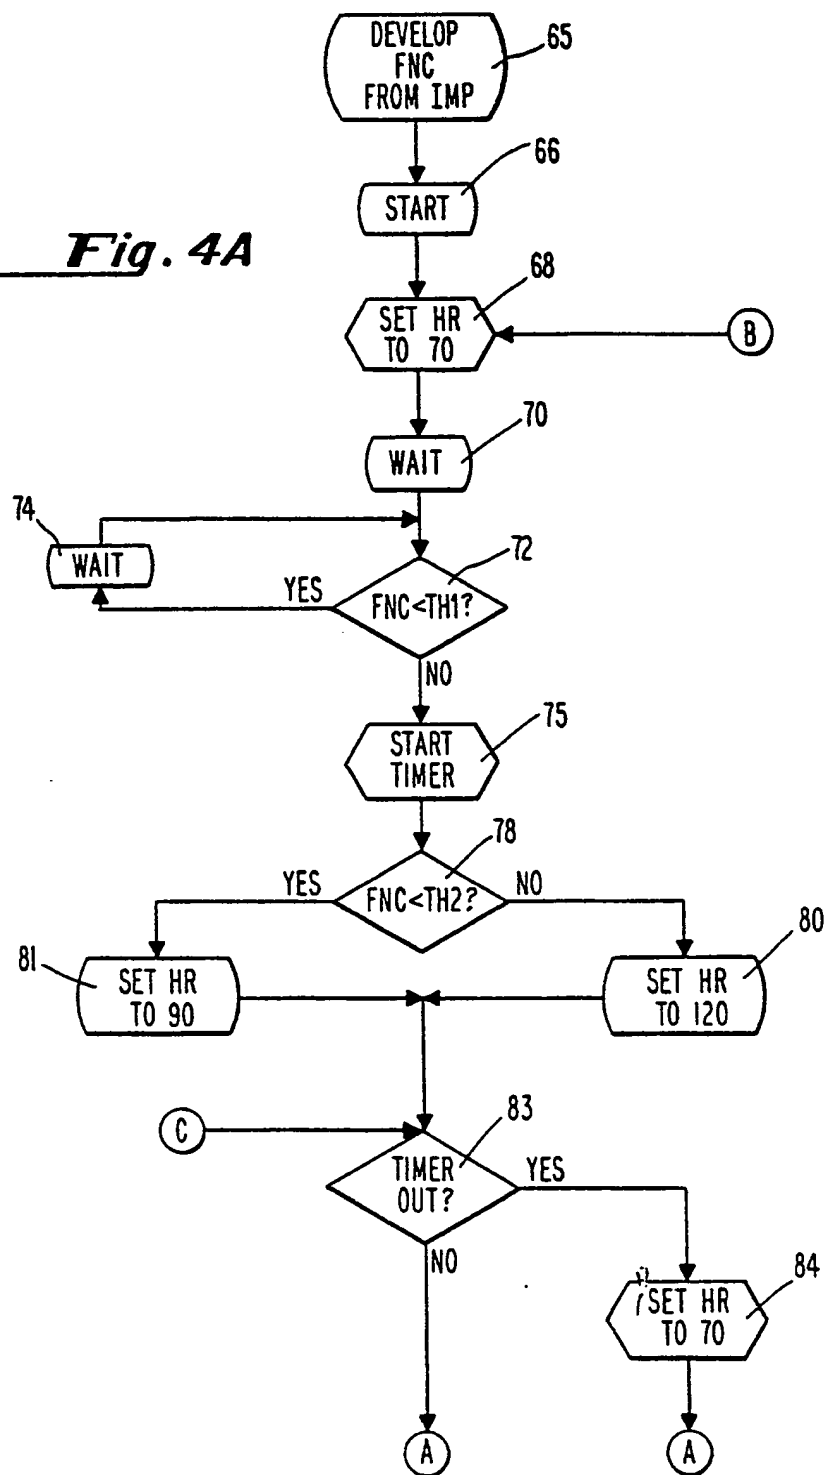 DEVELOP
FNC
FROM IMP
65
66
START
Fig. 4A
68
SET HR
TO 70
B
70
WAIT
74
WAIT
72
YES
FNC<TH1?
NO
75
START
TIMER
78
YES
FNC<TH2?
NO
81
SET HR
TO 90
80
SET HR
TO 120
C
83
TIMER
OUT?
YES
NO
84
SET HR
TO 70
A
A